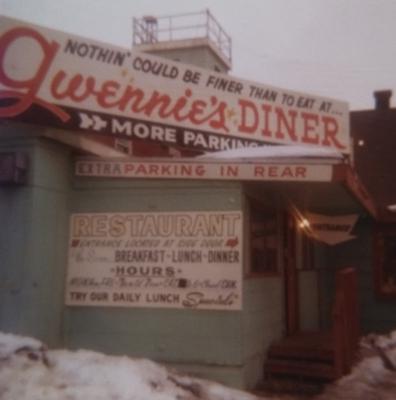 NOTHIN' COULD BE FINER THAN TO EAT AT...
Gwennie's DINER
MORE PARKING
EXTRA PARKING IN REAR
RESTAURANT
ENTRANCE LOCATED AT SIDE DOOR
BREAKFAST-LUNCH-DINNER
-HOURS-
TRY OUR DAILY LUNCH Specials
ENTRANCE